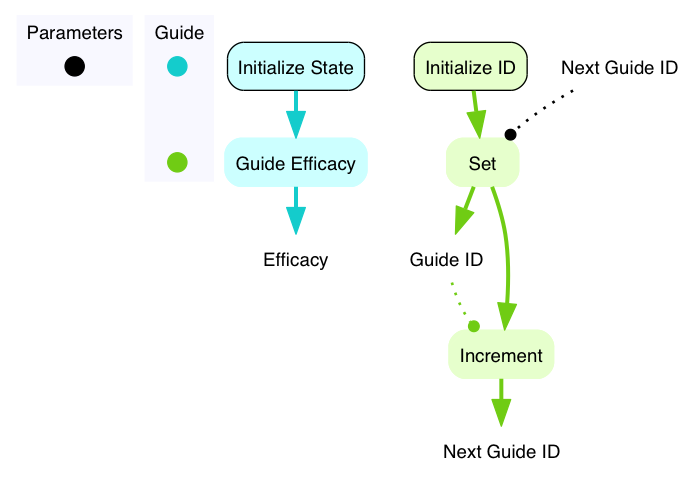 Parameters
Guide
Initialize State
Initialize ID
Next Guide ID
Guide Efficacy
Set
Efficacy
Guide ID
Increment
Next Guide ID